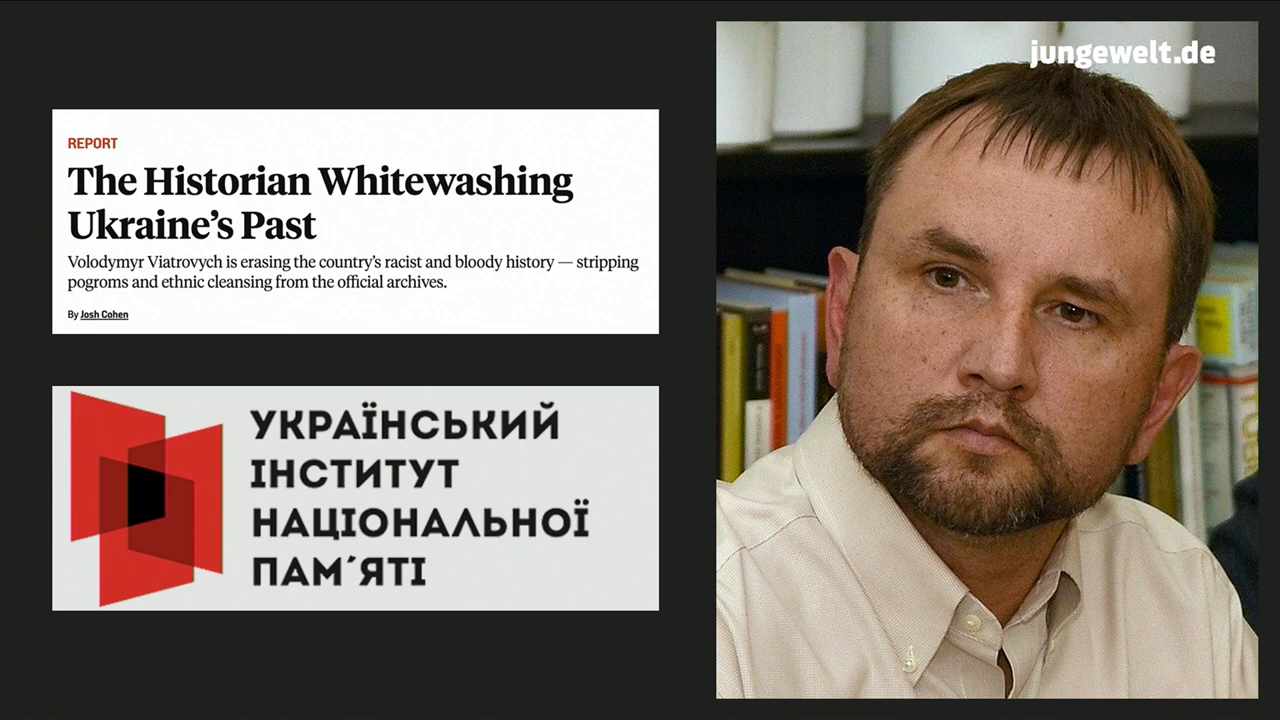 jungewelt.de
REPORT
The Historian Whitewashing
Ukraine’s Past
Volodymyr Viatrovych is erasing the country’s racist and bloody history — stripping
pogroms and ethnic cleansing from the official archives.
By Josh Cohen
УКРАЇНСЬКИЙ
ІНСТИТУТ
НАЦІОНАЛЬНОЇ
ПАМ´ЯТІ